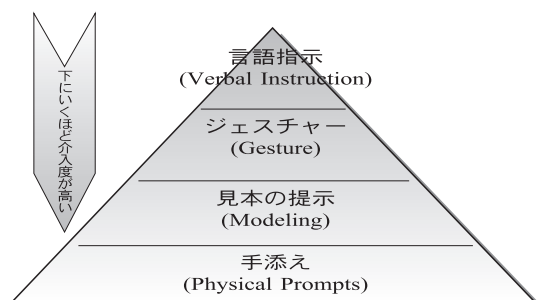 下にいくほど介入度が高い
言語指示
(Verbal Instruction)
ジェスチャー
(Gesture)
見本の提示
(Modeling)
手添え
(Physical Prompts)